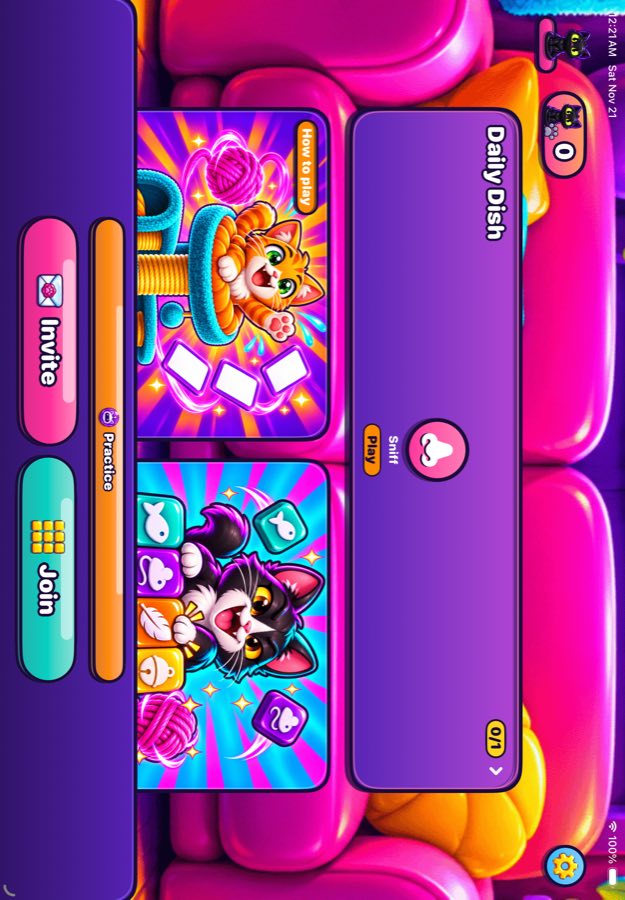 12:21 AM Sat Nov 21
100%
0
Daily Dish
0/1
Sniff
Play
How to play
Practice
Invite
Join